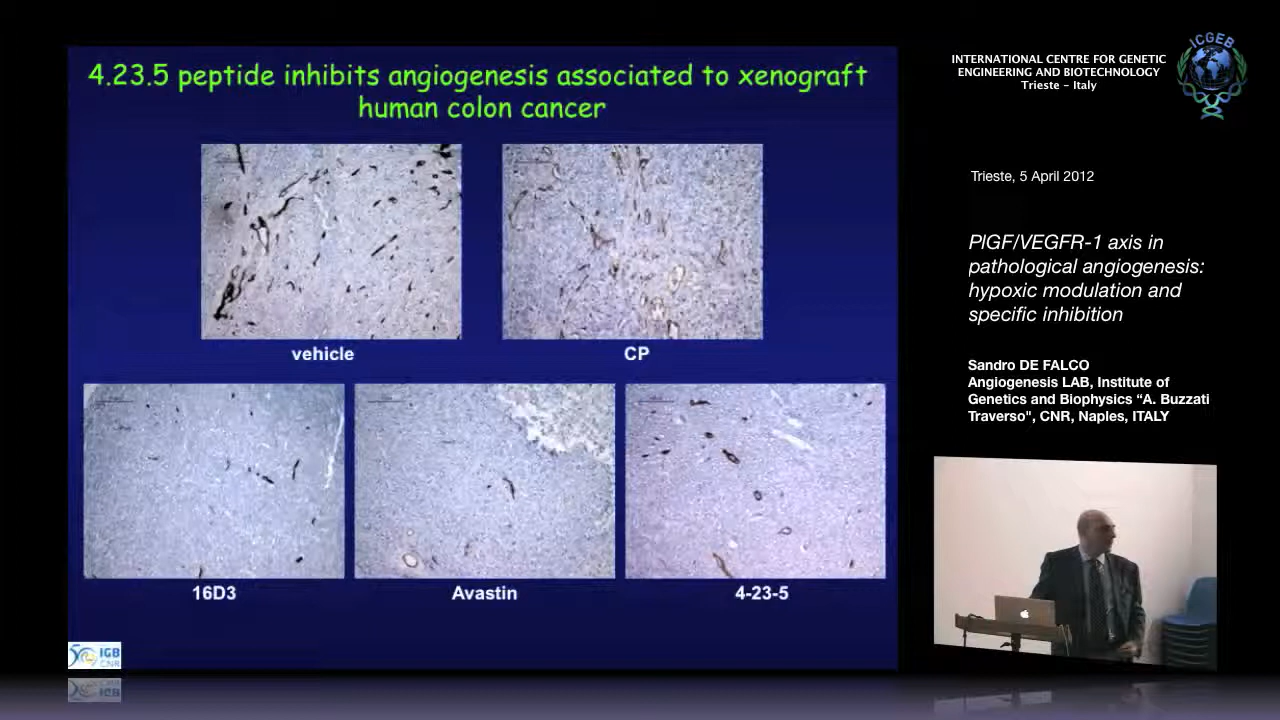 4.23.5 peptide inhibits angiogenesis associated to xenograft
human colon cancer
vehicle
CP
16D3
Avastin
4-23-5
IGB
CNR
INTERNATIONAL CENTRE FOR GENETIC
ENGINEERING AND BIOTECHNOLOGY
Trieste - Italy
ICGEB
Trieste, 5 April 2012
PlGF/VEGFR-1 axis in
pathological angiogenesis:
hypoxic modulation and
specific inhibition
Sandro DE FALCO
Angiogenesis LAB, Institute of
Genetics and Biophysics “A. Buzzati
Traverso", CNR, Naples, ITALY